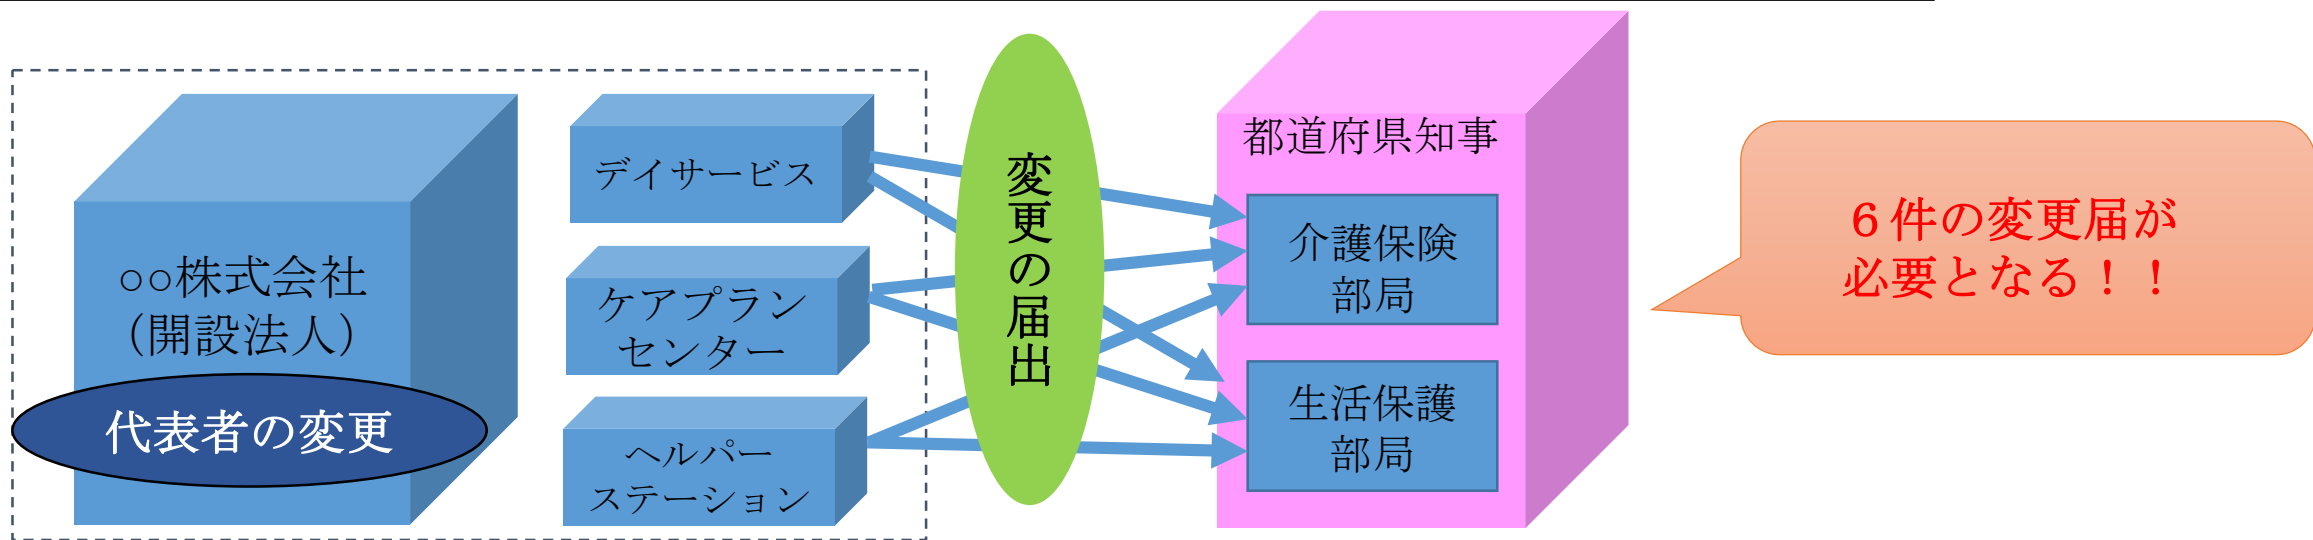 ○○株式会社
（開設法人）
代表者の変更
デイサービス
ケアプラン
センター
ヘルパー
ステーション
変更の届出
都道府県知事
介護保険
部局
生活保護
部局
６件の変更届が
必要となる！！